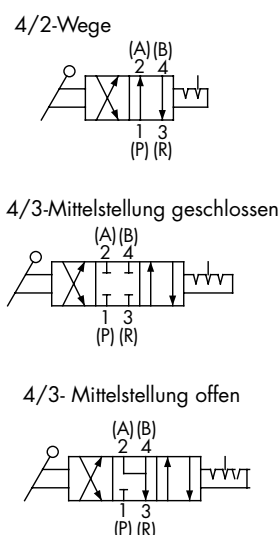 4/2-Wege
(A) (B)
2 4
1 3
(P) (R)
4/3-Mittelstellung geschlossen
(A) (B)
2 4
1 3
(P) (R)
4/3- Mittelstellung offen
(A) (B)
2 4
1 3
(P) (R)